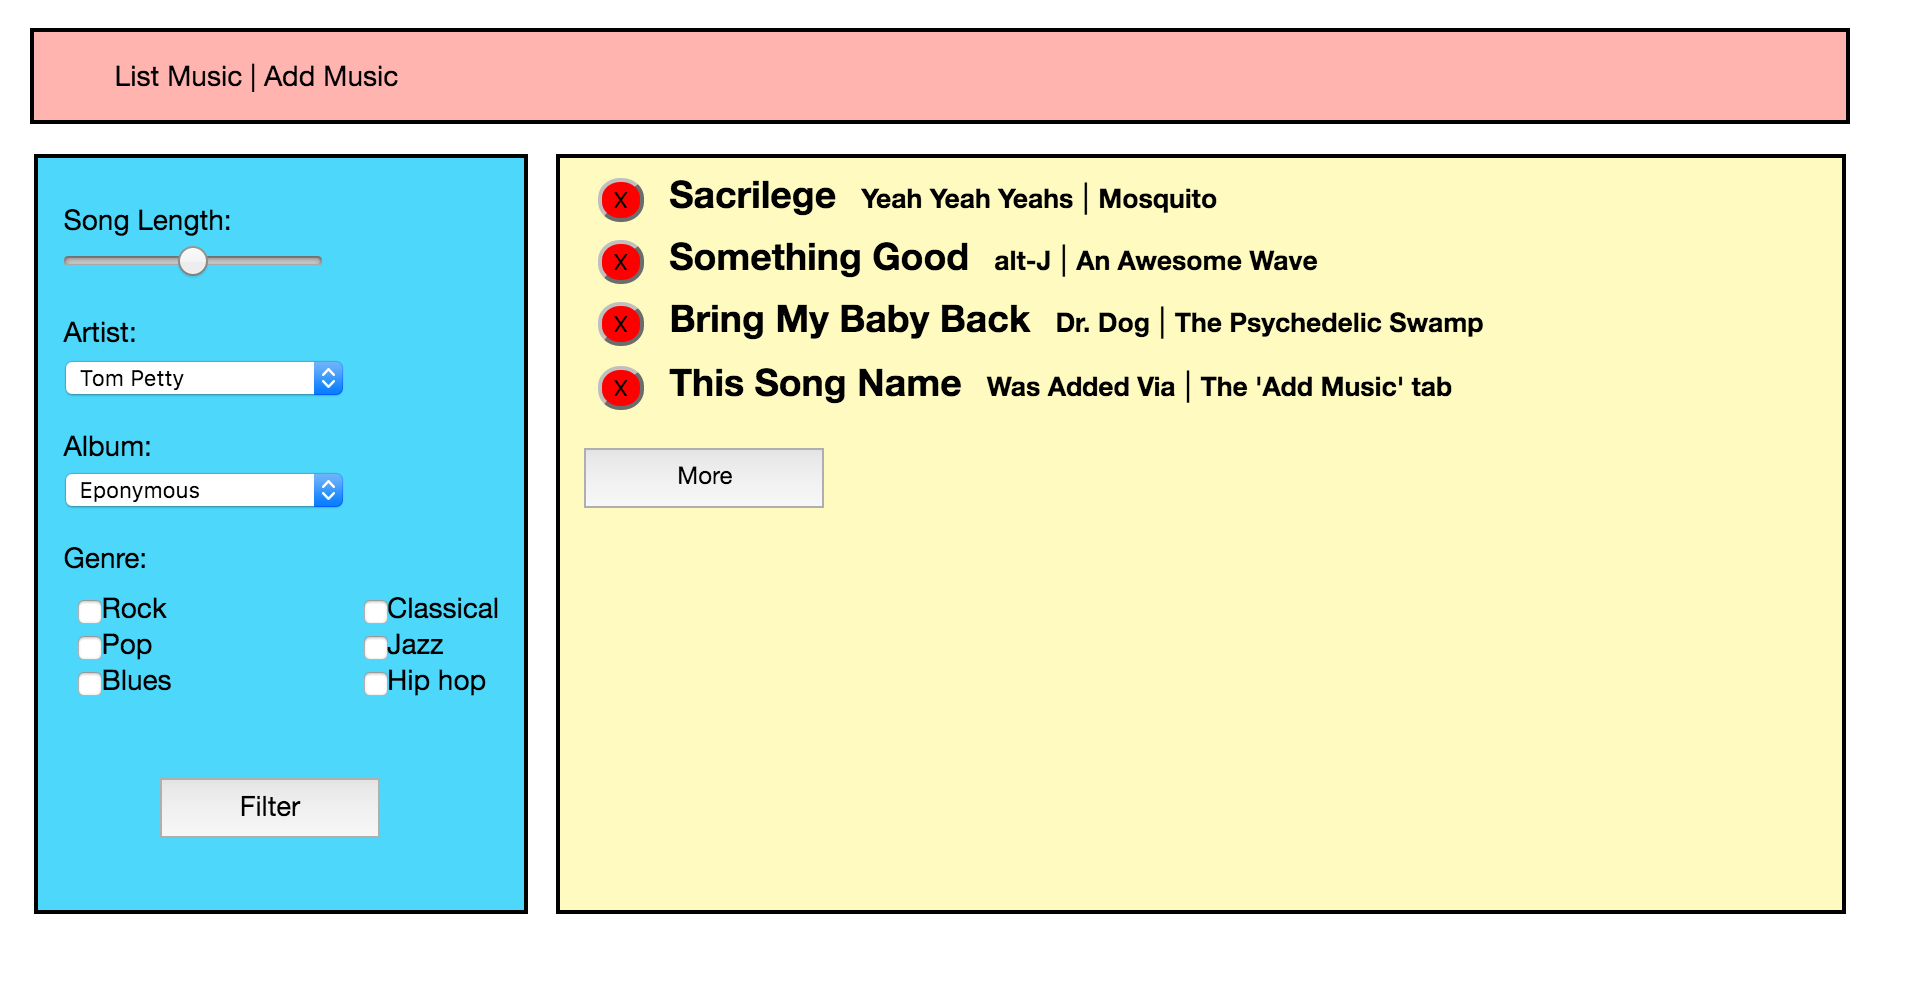 List Music | Add Music
Song Length:
Artist:
Tom Petty
Album:
Eponymous
Genre:
Rock Classical
Pop Jazz
Blues Hip hop
Filter
X Sacrilege Yeah Yeah Yeahs | Mosquito
X Something Good alt-J | An Awesome Wave
X Bring My Baby Back Dr. Dog | The Psychedelic Swamp
X This Song Name Was Added Via | The 'Add Music' tab
More